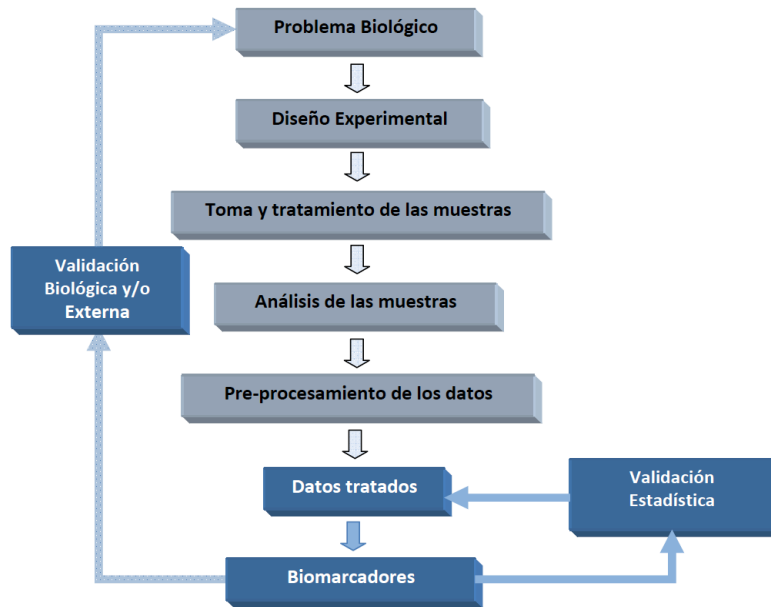 Problema Biológico
Diseño Experimental
Toma y tratamiento de las muestras
Validación
Biológica y/o
Externa
Análisis de las muestras
Pre-procesamiento de los datos
Datos tratados
Validación
Estadística
Biomarcadores